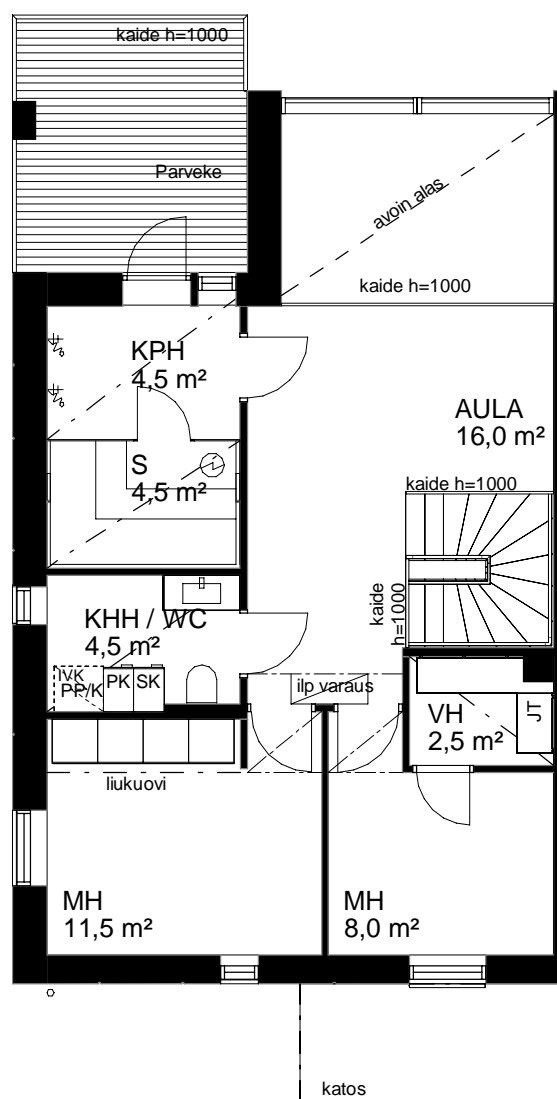 kaide h=1000
Parveke
avoin alas
kaide h=1000
KPH
4,5 m²
AULA
16,0 m²
S
4,5 m²
kaide h=1000
kaide
h=1000
KHH / WC
4,5 m²
IVK
PP/K
PK
SK
ilp varaus
VH
2,5 m²
JT
liukuovi
MH
11,5 m²
MH
8,0 m²
katos